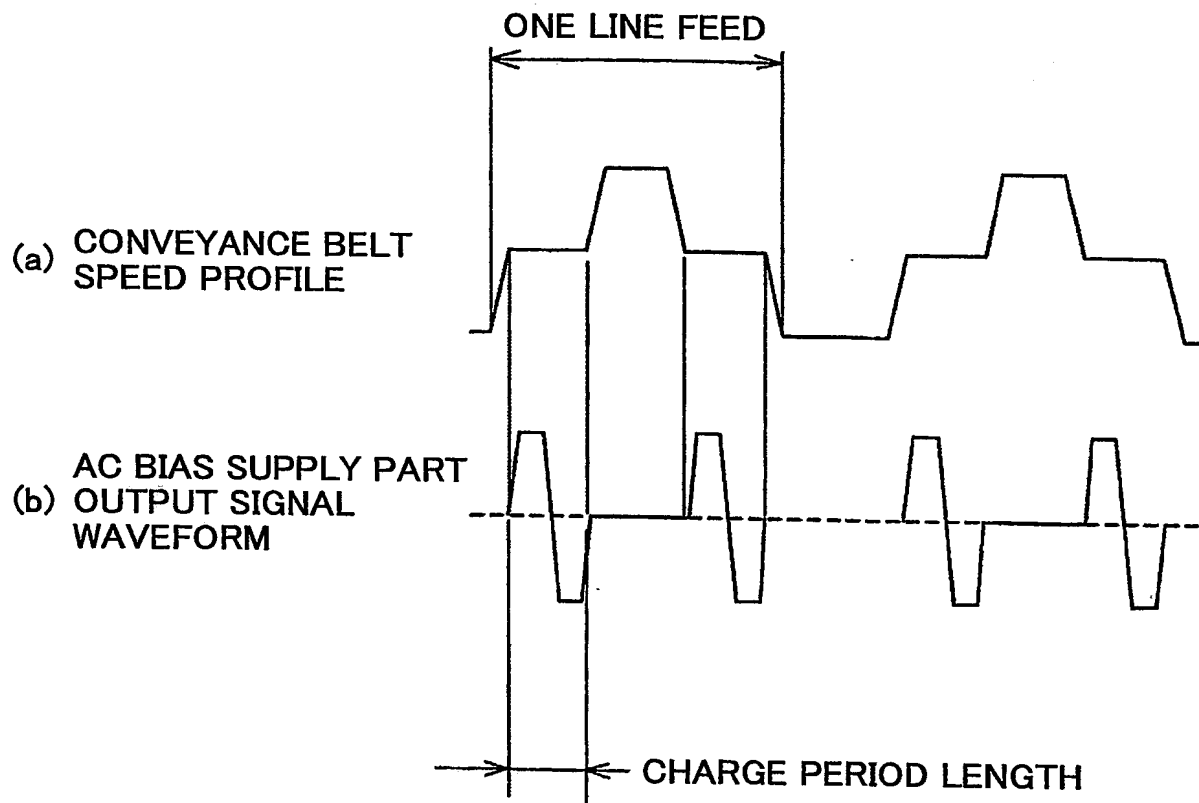 ONE LINE FEED
(a) CONVEYANCE BELT
SPEED PROFILE
(b) AC BIAS SUPPLY PART
OUTPUT SIGNAL
WAVEFORM
CHARGE PERIOD LENGTH